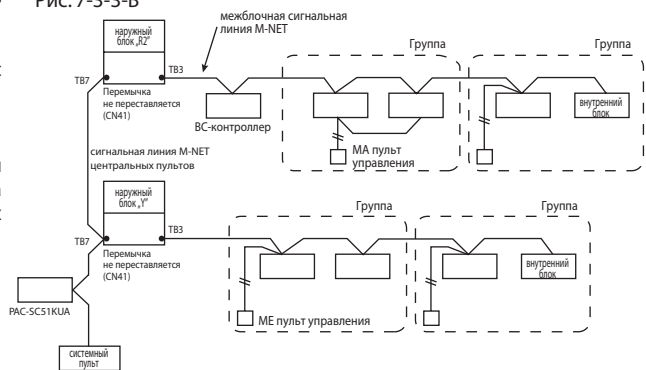 Рис. 7-3-3-В
межблочная сигнальная
линия M-NET
наружный
блок „R2"
TB7
TB3
Перемычка
не переставляется
(CN41)
BC-контроллер
Группа
MA пульт
управления
Группа
внутренний
блок
сигнальная линия M-NET
центральных пультов
наружный
блок „Y"
TB7
TB3
Перемычка
не переставляется
(CN41)
Группа
ME пульт управления
Группа
внутренний
блок
PAC-SC51KUA
системный
пульт